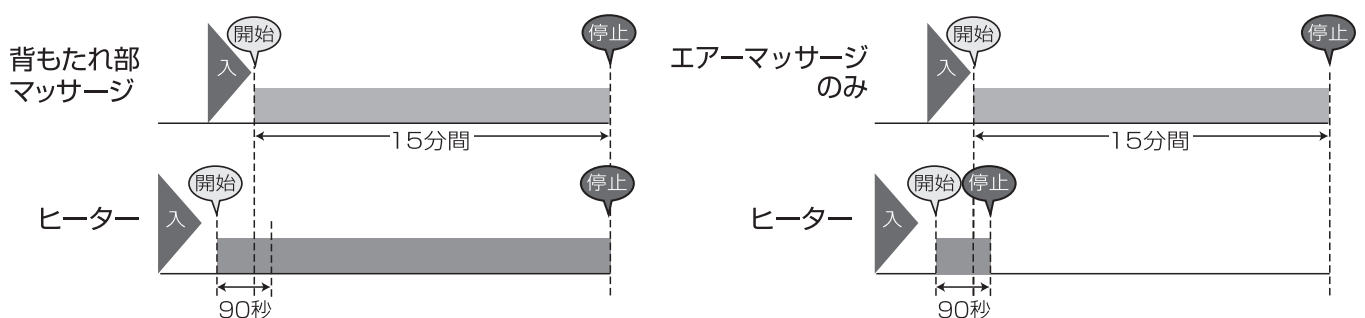 開始
停止
背もたれ部
マッサージ
入
15分間
開始
停止
ヒーター
入
90秒
開始
停止
エアーマッサージ
のみ
入
15分間
開始
停止
ヒーター
入
90秒